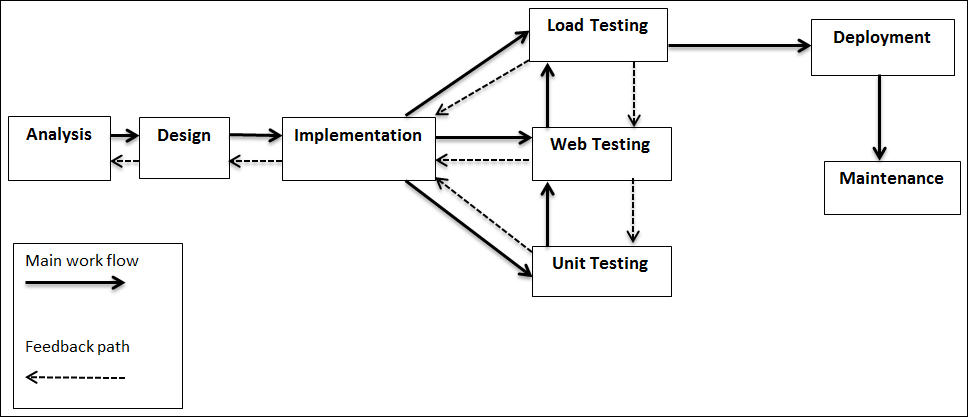 Load Testing
Deployment
Analysis
Design
Implementation
Web Testing
Maintenance
Unit Testing
Main work flow
Feedback path